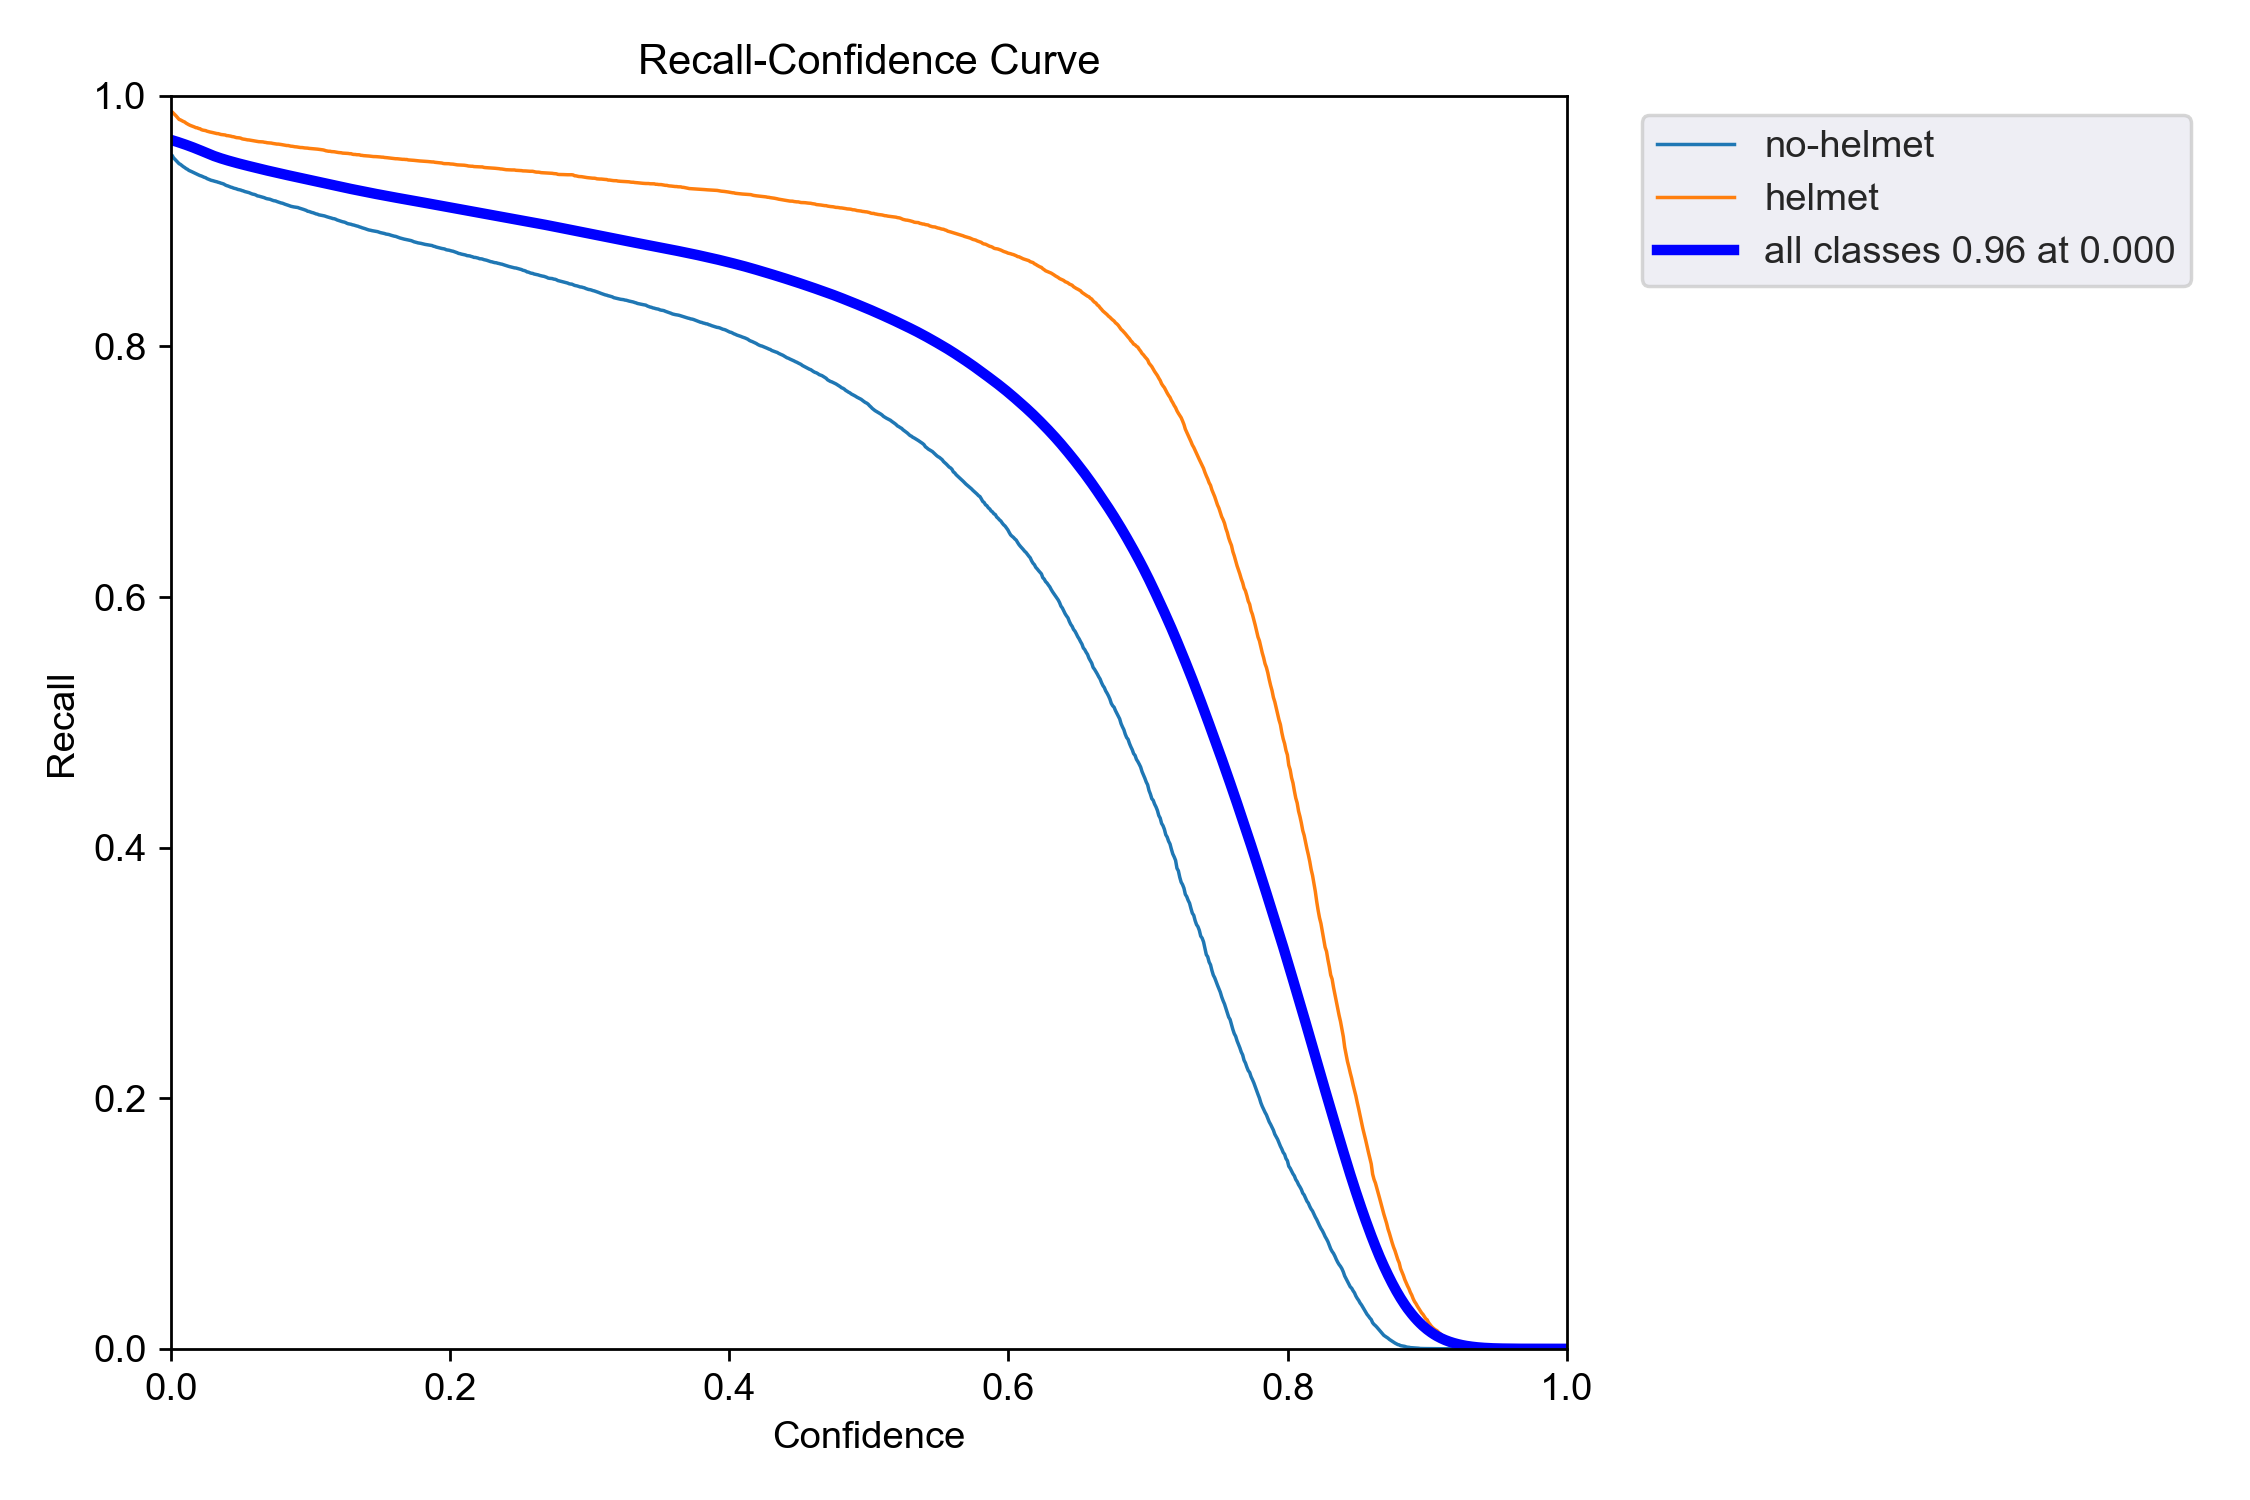 Recall-Confidence Curve
1.0
0.8
0.6
0.4
0.2
0.0
Recall
0.0 0.2 0.4 0.6 0.8 1.0
Confidence
no-helmet
helmet
all classes 0.96 at 0.000